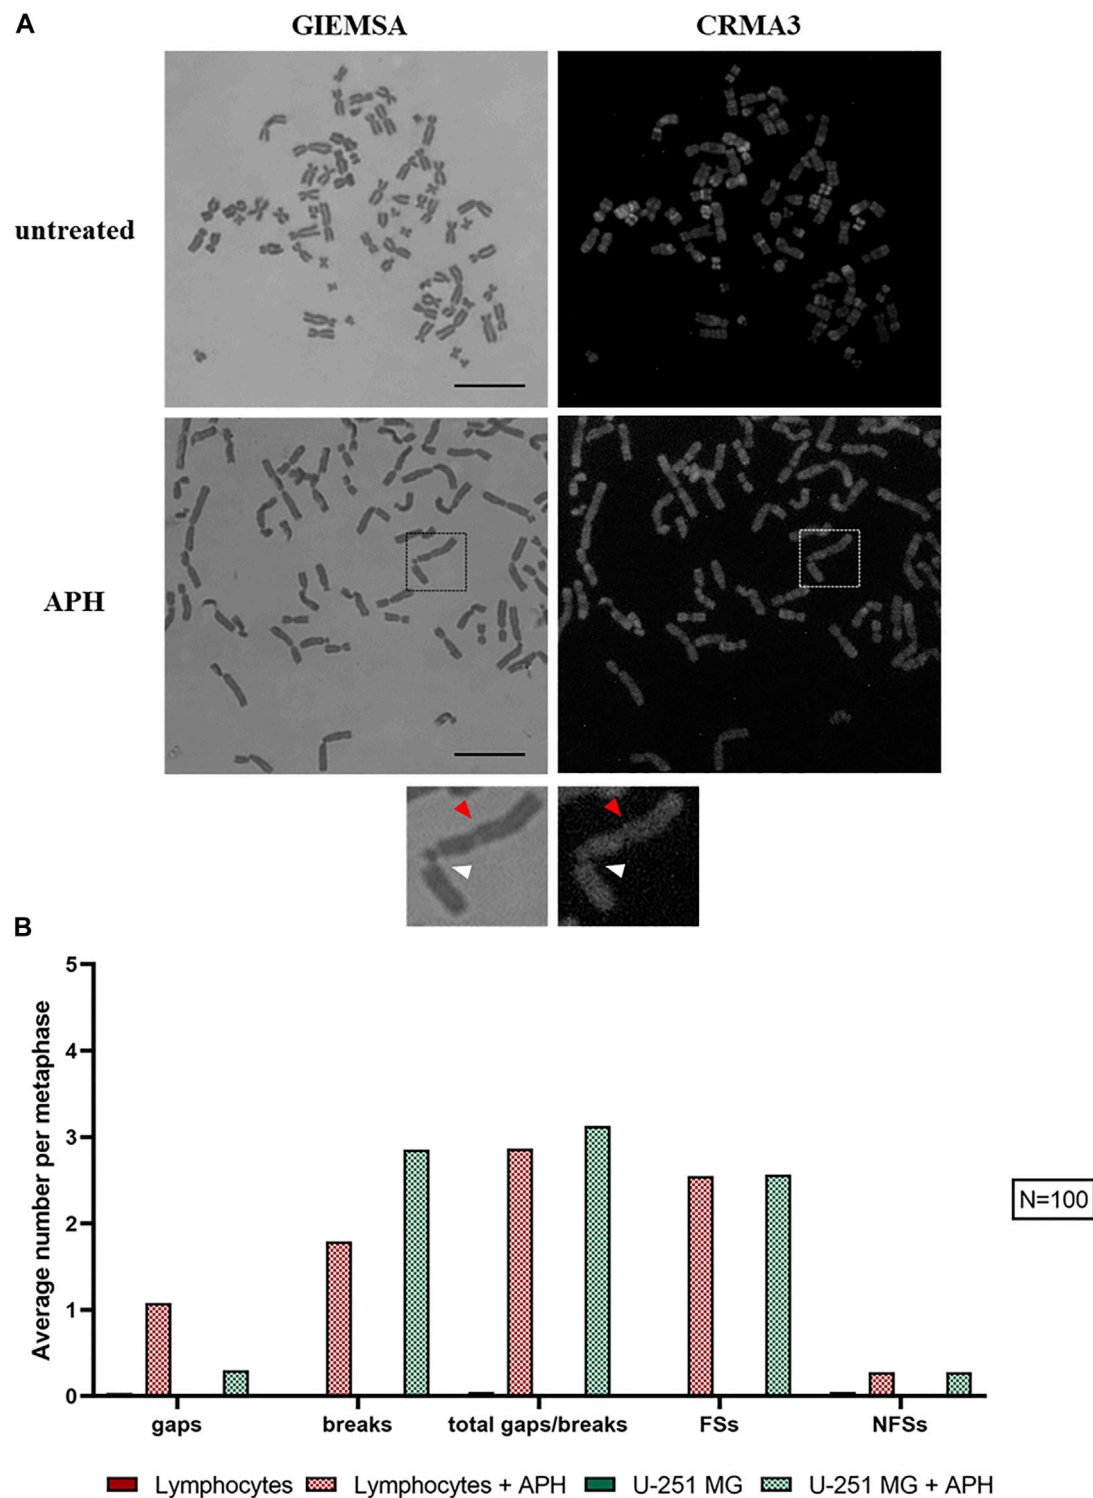 A
GIEMSA CRMA3
untreated
APH
B
Average number per metaphase
5
4
3
2
1
0
gaps breaks total gaps/breaks FSs NFSs
N=100
Lymphocytes Lymphocytes + APH U-251 MG U-251 MG + APH